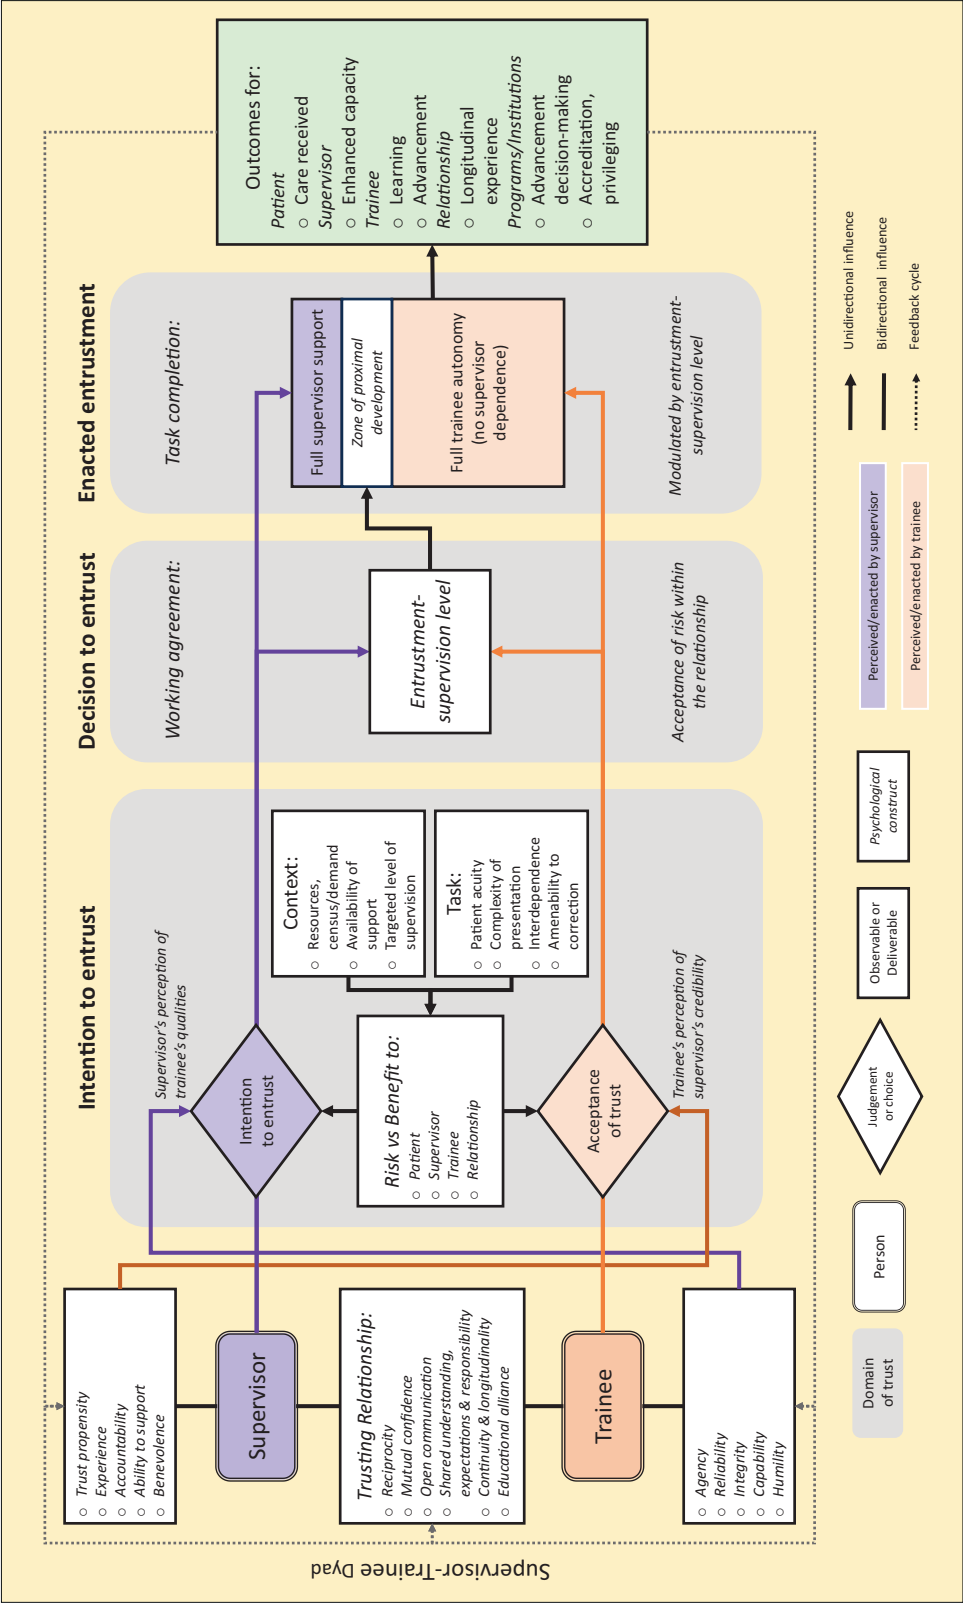 Supervisor-Trainee Dyad
○ Trust propensity
○ Experience
○ Accountability
○ Ability to support
○ Benevolence
Supervisor
Trusting Relationship:
○ Reciprocity
○ Mutual confidence
○ Open communication
○ Shared understanding,
expectations & responsibility
○ Continuity & longitudinality
○ Educational alliance
Trainee
○ Agency
○ Reliability
○ Integrity
○ Capability
○ Humility
Intention to entrust
Supervisor's perception of
trainee's qualities
Intention
to entrust
Risk vs Benefit to:
○ Patient
○ Supervisor
○ Trainee
○ Relationship
Acceptance
of trust
Context:
○ Resources,
census/demand
○ Availability of
support
○ Targeted level of
supervision
Task:
○ Patient acuity
○ Complexity of
presentation
○ Interdependence
○ Amenability to
correction
Trainee's perception of
supervisor's credibility
Decision to entrust
Working agreement:
Entrustment-
supervision level
Acceptance of risk within
the relationship
Enacted entrustment
Task completion:
Full supervisor support
Zone of proximal
development
Full trainee autonomy
(no supervisor
dependence)
Modulated by entrustment-
supervision level
Outcomes for:
Patient
○ Care received
Supervisor
○ Enhanced capacity
Trainee
○ Learning
○ Advancement
Relationship
○ Longitudinal
experience
Programs/Institutions
○ Advancement
decision-making
○ Accreditation,
privileging
Domain
of trust
Person
Judgement
or choice
Observable or
Deliverable
Psychological
construct
Perceived/enacted by supervisor
Perceived/enacted by trainee
Unidirectional influence
Bidirectional influence
Feedback cycle